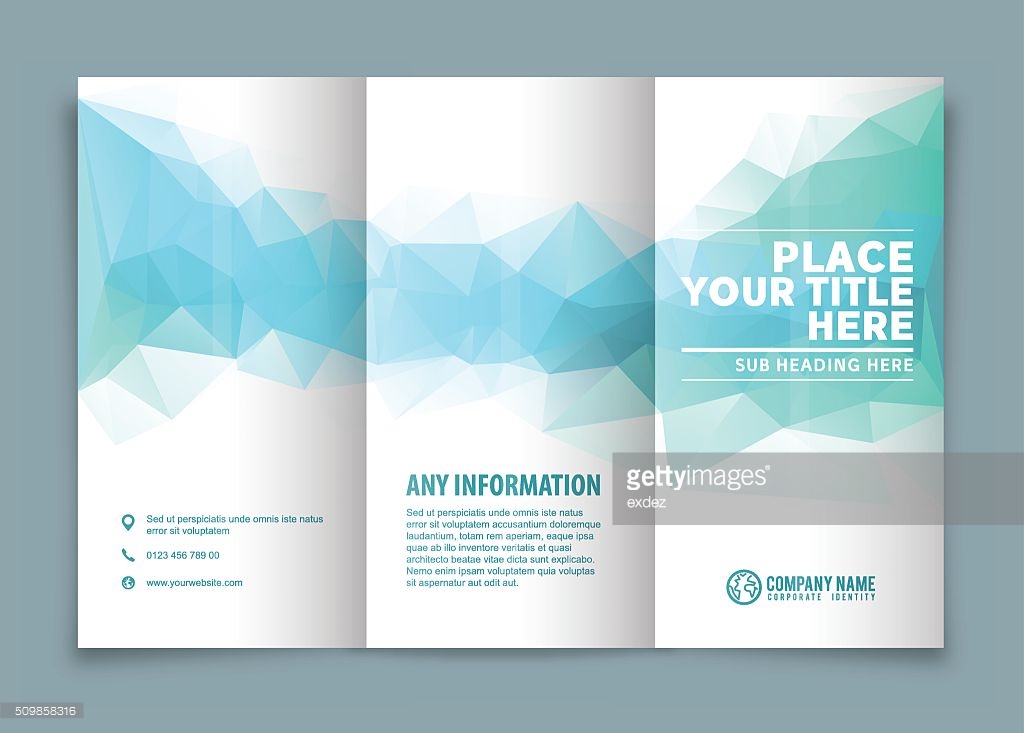 PLACE
YOUR TITLE
HERE
SUB HEADING HERE
gettyimages®
exdez
ANY INFORMATION
Sed ut perspiciatis unde omnis iste natus
error sit voluptatem accusantium doloremque
laudantium, totam rem aperiam, eaque ipsa
quae ab illo inventore veritatis et quasi
architecto beatae vitae dicta sunt explicabo.
Nemo enim ipsam voluptatem quia voluptas
sit aspernatur aut odit aut.
Sed ut perspiciatis unde omnis iste natus
error sit voluptatem
0123 456 789 00
www.yourwebsite.com
COMPANY NAME
CORPORATE IDENTITY
509858316